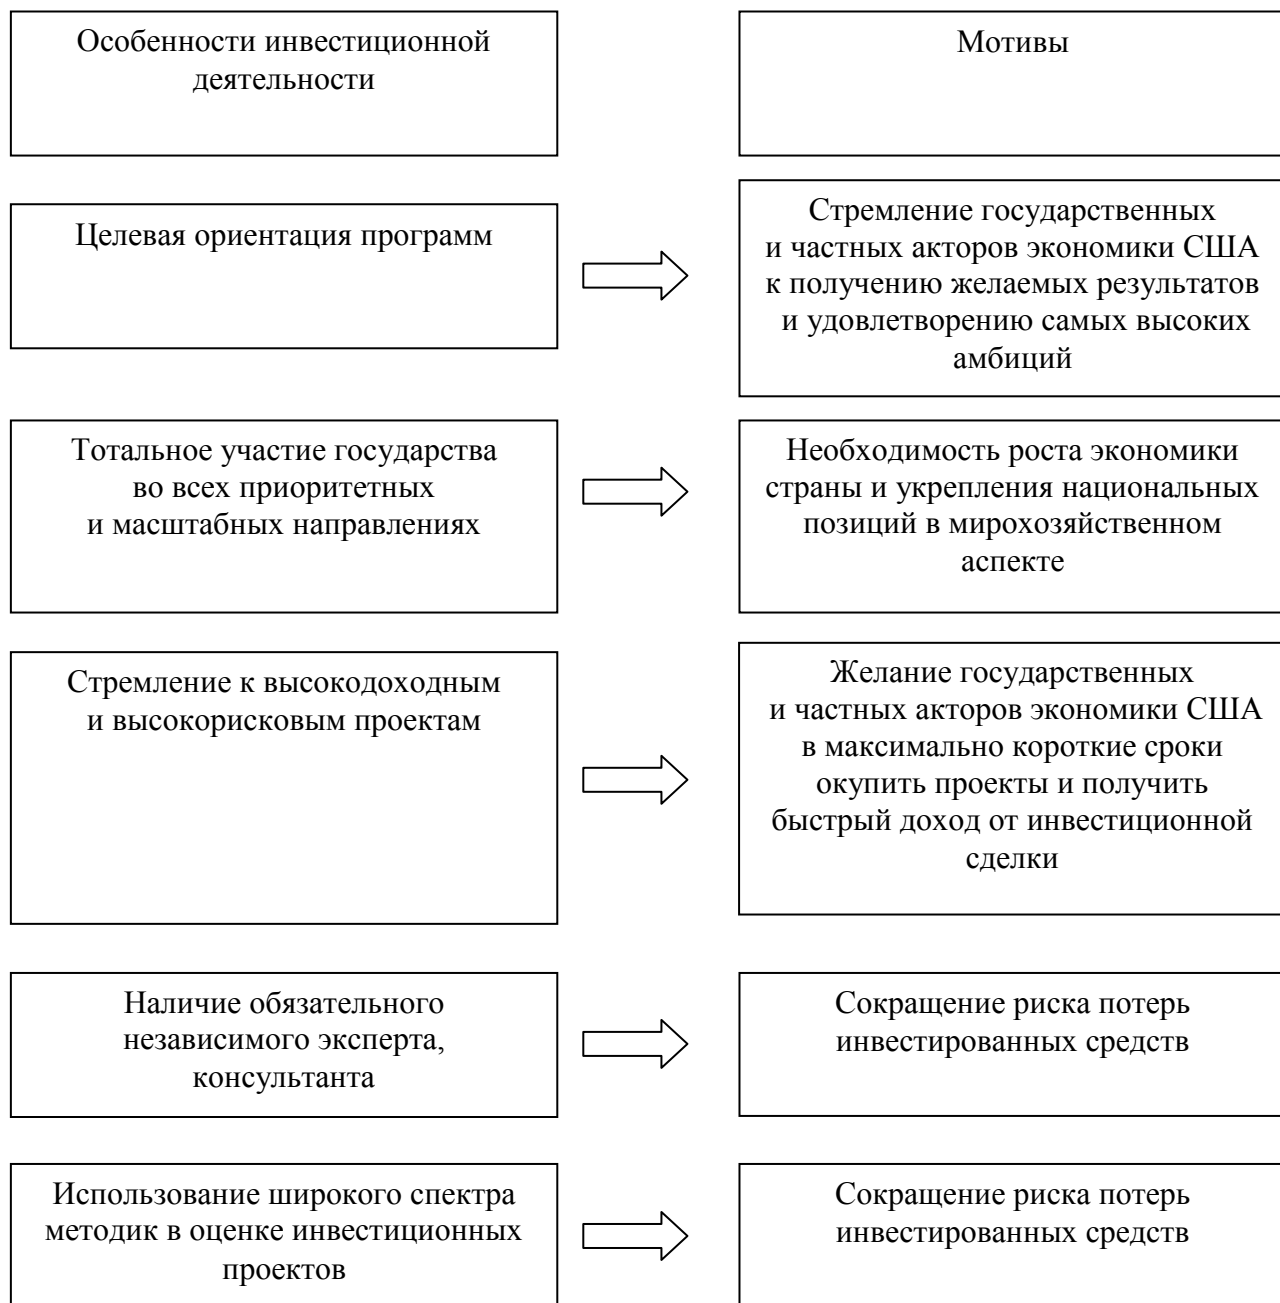 Особенности инвестиционной
деятельности
Мотивы
Целевая ориентация программ
Стремление государственных
и частных акторов экономики США
к получению желаемых результатов
и удовлетворению самых высоких
амбиций
Тотальное участие государства
во всех приоритетных
и масштабных направлениях
Необходимость роста экономики
страны и укрепления национальных
позиций в мирохозяйственном
аспекте
Стремление к высокодоходным
и высокорисковым проектам
Желание государственных
и частных акторов экономики США
в максимально короткие сроки
окупить проекты и получить
быстрый доход от инвестиционной
сделки
Наличие обязательного
независимого эксперта,
консультанта
Сокращение риска потерь
инвестированных средств
Использование широкого спектра
методик в оценке инвестиционных
проектов
Сокращение риска потерь
инвестированных средств